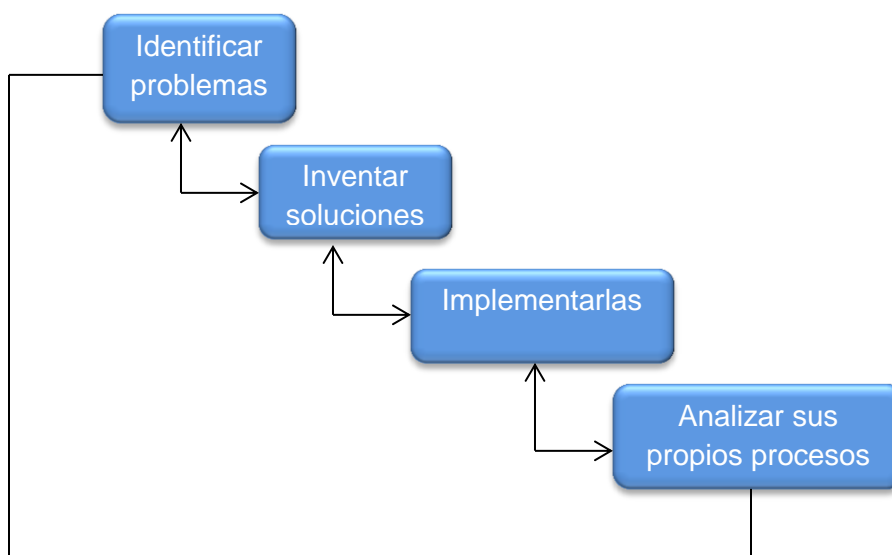 Identificar
problemas
Inventar
soluciones
Implementarlas
Analizar sus
propios procesos